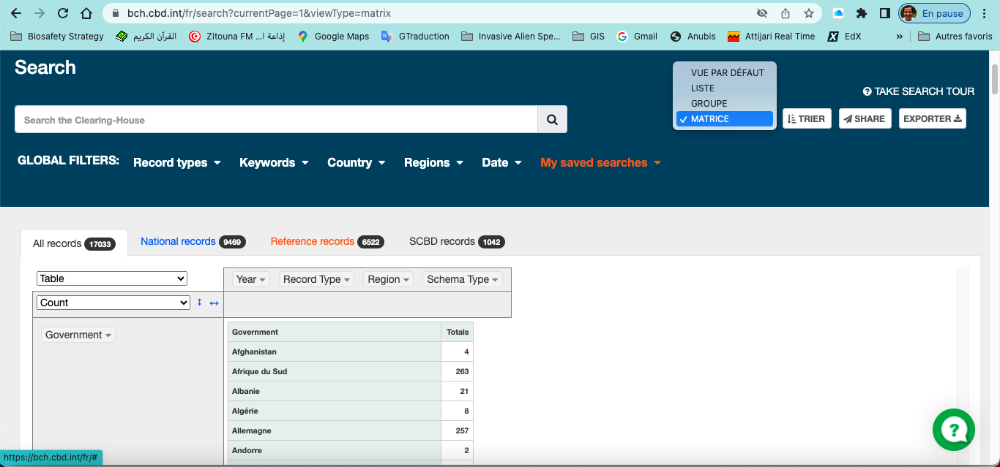 bch.cbd.int/fr/search?currentPage=1&viewType=matrix
En pause
Biosafety Strategy
القرآن الكريم
Zitouna FM ...إذاعة ا
Google Maps
GTraduction
Invasive Alien Spe...
GIS
Gmail
Anubis
Attijari Real Time
EdX
»
Autres favoris
Search
VUE PAR DÉFAUT
LISTE
GROUPE
✓ MATRICE
TAKE SEARCH TOUR
Search the Clearing-House
TRIER
SHARE
EXPORTER
GLOBAL FILTERS:
Record types
Keywords
Country
Regions
Date
My saved searches
All records 17033
National records 9469
Reference records 6522
SCBD records 1042
Table
Year
Record Type
Region
Schema Type
Count
Government
Government Totals
Afghanistan 4
Afrique du Sud 263
Albanie 21
Algérie 8
Allemagne 257
Andorre 2
https://bch.cbd.int/fr/#